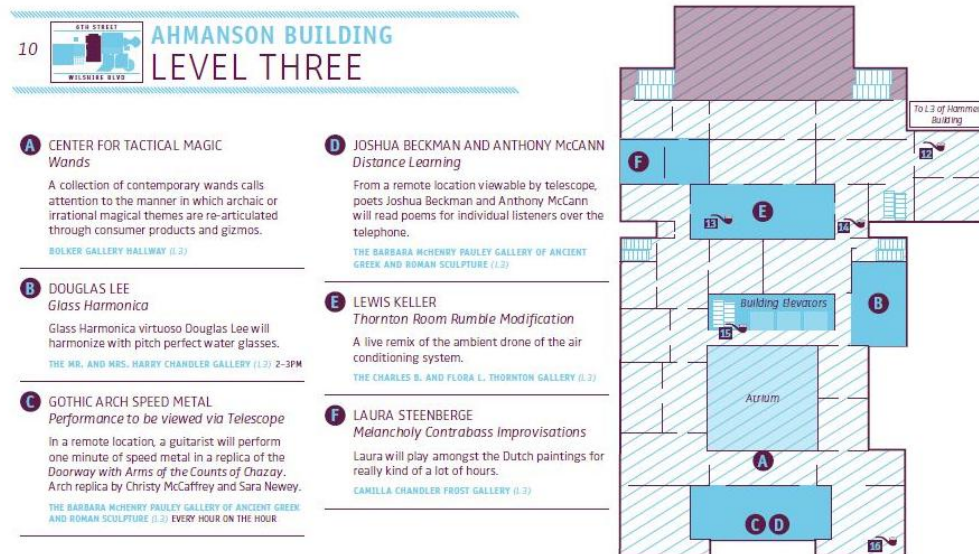 10
6TH STREET
WILSHIRE BLVD
AHMANSON BUILDING
LEVEL THREE
A CENTER FOR TACTICAL MAGIC
Wands
A collection of contemporary wands calls
attention to the manner in which archaic or
irrational magical themes are re-articulated
through consumer products and gizmos.
BOLKER GALLERY HALLWAY (L3)
B DOUGLAS LEE
Glass Harmonica
Glass Harmonica virtuoso Douglas Lee will
harmonize with pitch perfect water glasses.
THE MR. AND MRS. HARRY CHANDLER GALLERY (L3) 2–3PM
C GOTHIC ARCH SPEED METAL
Performance to be viewed via Telescope
In a remote location, a guitarist will perform
one minute of speed metal in a replica of the
Doorway with Arms of the Counts of Chazay.
Arch replica by Christy McCaffrey and Sara Newey.
THE BARBARA McHENRY PAULEY GALLERY OF ANCIENT GREEK
AND ROMAN SCULPTURE (L3) EVERY HOUR ON THE HOUR
D JOSHUA BECKMAN AND ANTHONY McCANN
Distance Learning
From a remote location viewable by telescope,
poets Joshua Beckman and Anthony McCann
will read poems for individual listeners over the
telephone.
THE BARBARA McHENRY PAULEY GALLERY OF ANCIENT
GREEK AND ROMAN SCULPTURE (L3)
E LEWIS KELLER
Thornton Room Rumble Modification
A live remix of the ambient drone of the air
conditioning system.
THE CHARLES B. AND FLORA L. THORNTON GALLERY (L3)
F LAURA STEENBERGE
Melancholy Contrabass Improvisations
Laura will play amongst the Dutch paintings for
really kind of a lot of hours.
CAMILLA CHANDLER FROST GALLERY (L3)
To L3 of Hammer
Building
12
F
E
13
14
B
Building Elevators
15
Atrium
A
C D
16